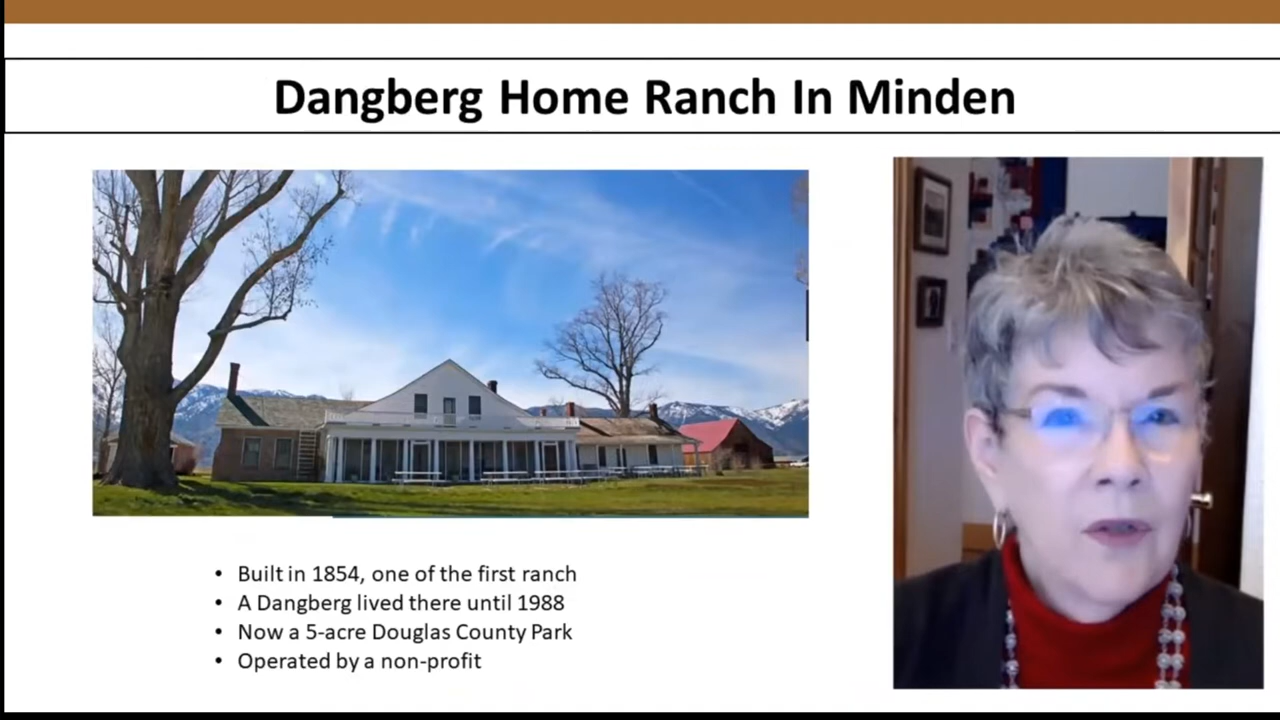 Dangberg Home Ranch In Minden
• Built in 1854, one of the first ranch
• A Dangberg lived there until 1988
• Now a 5-acre Douglas County Park
• Operated by a non-profit